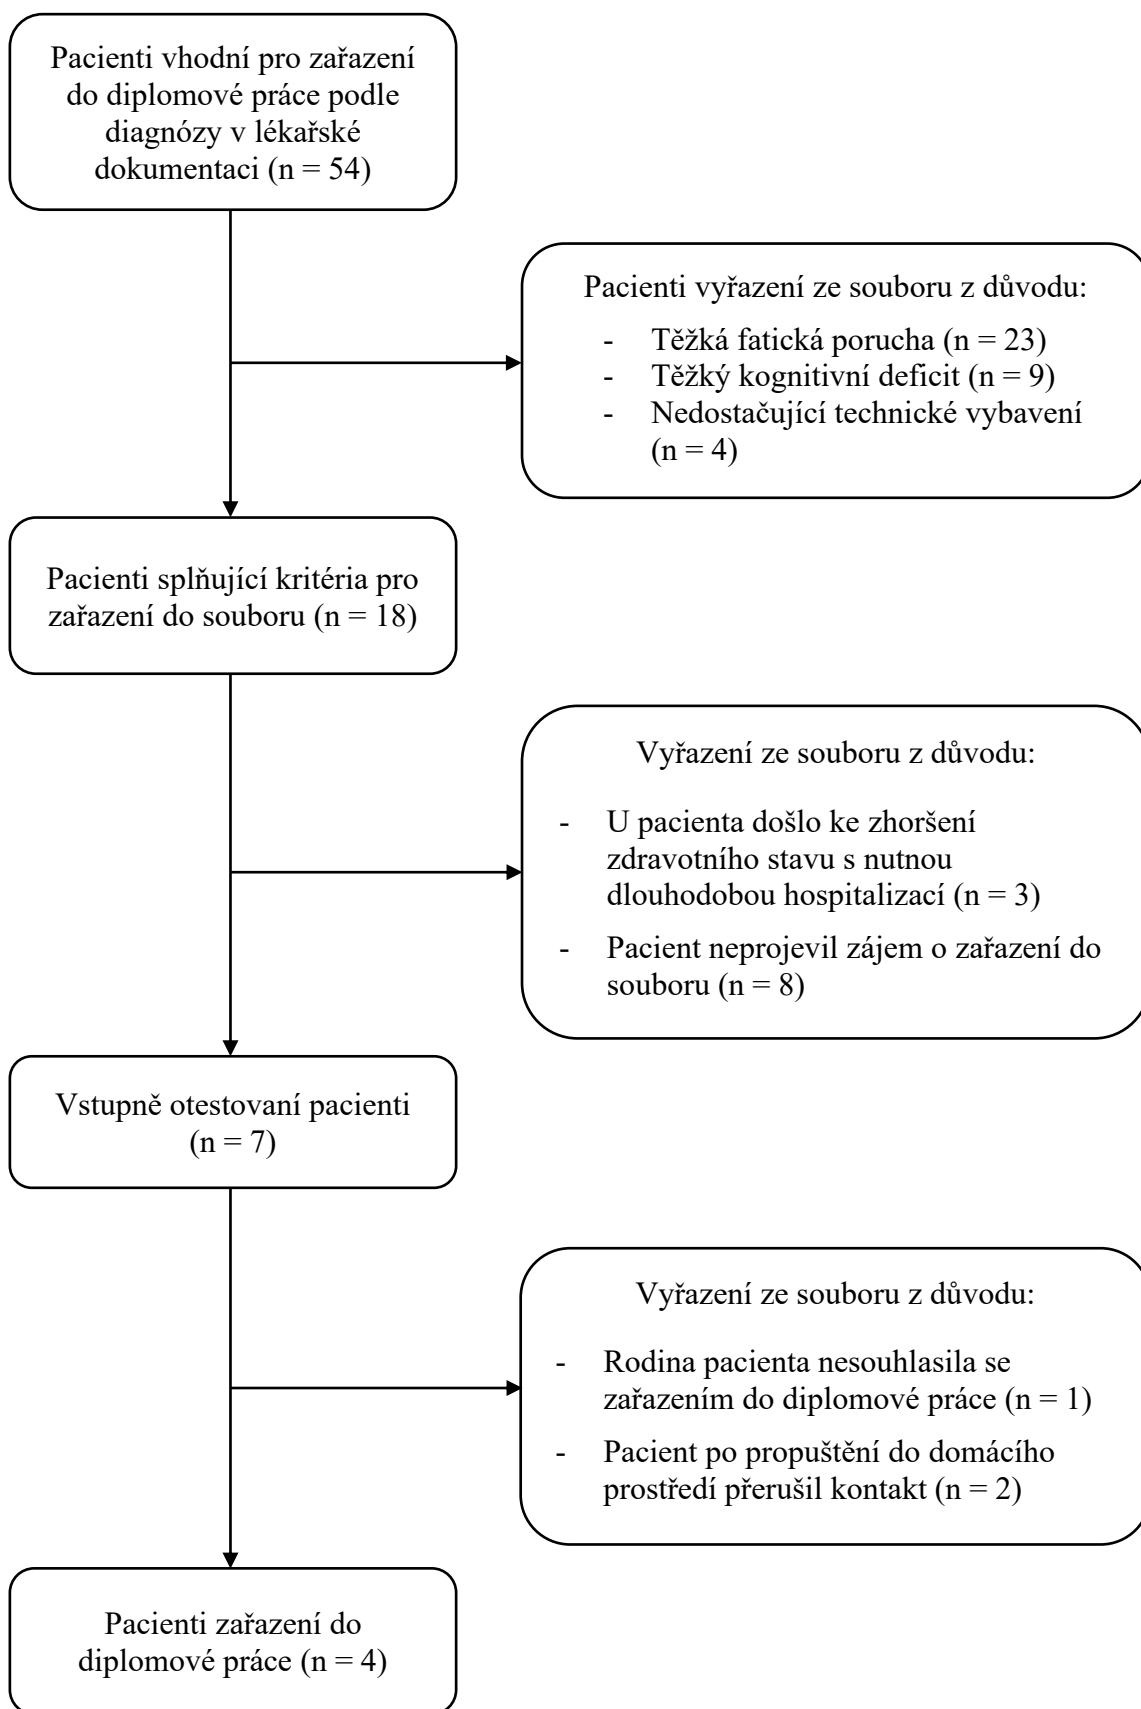 Pacienti vhodní pro zařazení
do diplomové práce podle
diagnózy v lékařské
dokumentaci (n = 54)
Pacienti vyřazení ze souboru z důvodu:
- Těžká fatická porucha (n = 23)
- Těžký kognitivní deficit (n = 9)
- Nedostačující technické vybavení
(n = 4)
Pacienti splňující kritéria pro
zařazení do souboru (n = 18)
Vyřazení ze souboru z důvodu:
- U pacienta došlo ke zhoršení
zdravotního stavu s nutnou
dlouhodobou hospitalizací (n = 3)
- Pacient neprojevil zájem o zařazení do
souboru (n = 8)
Vstupně otestovaní pacienti
(n = 7)
Vyřazení ze souboru z důvodu:
- Rodina pacienta nesouhlasila se
zařazením do diplomové práce (n = 1)
- Pacient po propuštění do domácího
prostředí přerušil kontakt (n = 2)
Pacienti zařazení do
diplomové práce (n = 4)